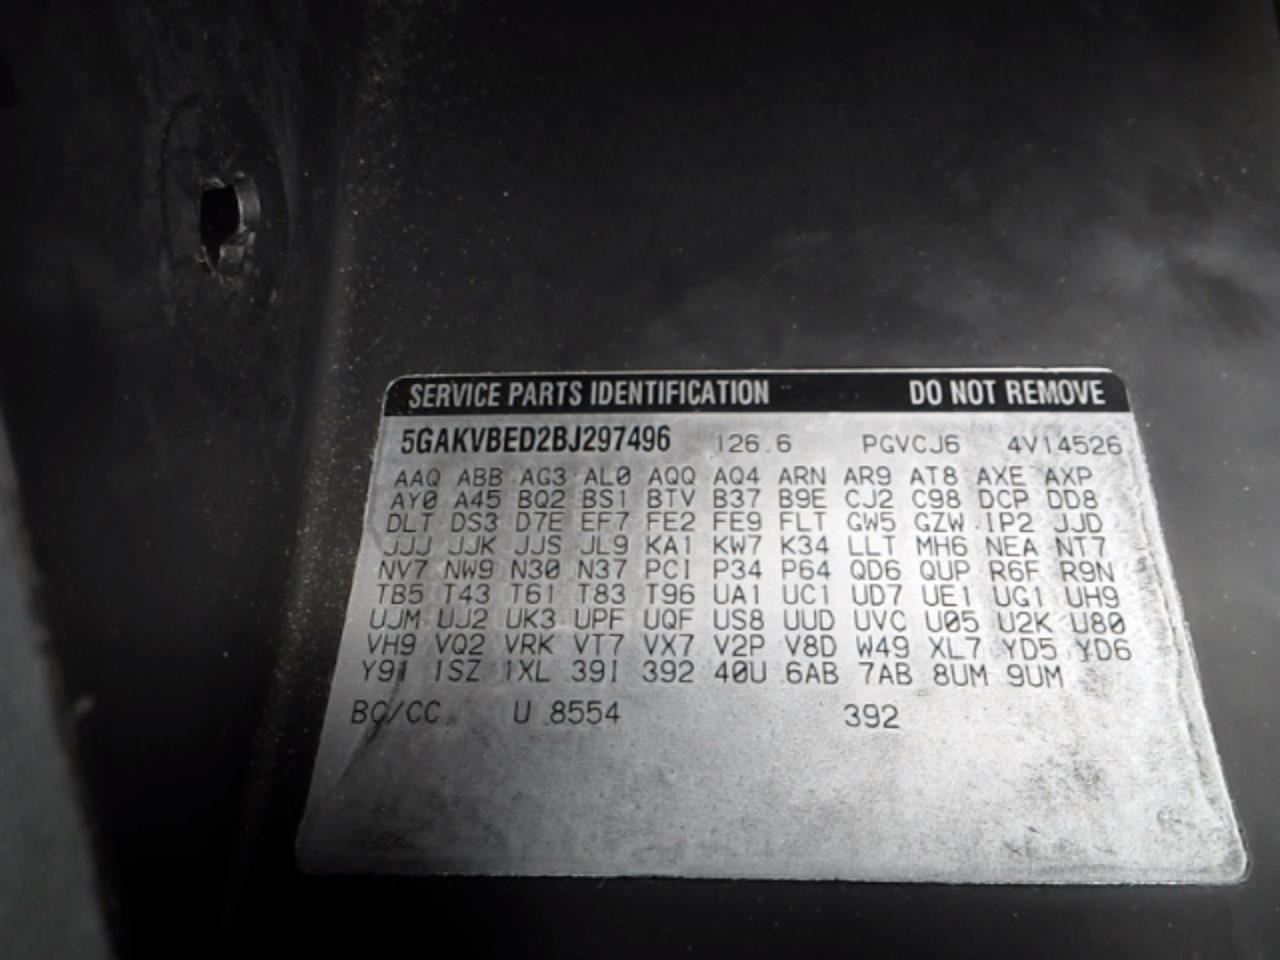 SERVICE PARTS IDENTIFICATION DO NOT REMOVE
5GAKVBED2BJ297496 126.6 PGVCJ6 4V14526
AAQ ABB AG3 AL0 AQQ AQ4 ARN AR9 AT8 AXE AXP
AY0 A45 BQ2 BS1 BTV B37 B9E CJ2 C98 DCP DD8
DLT DS3 D7E EF7 FE2 FE9 FLT GW5 GZW IP2 JJD
JJJ JJK JJS JL9 KA1 KW7 K34 LLT MH6 NEA NT7
NV7 NW9 N30 N37 PCI P34 P64 QD6 QUP R6F R9N
TB5 T43 T61 T83 T96 UA1 UC1 UD7 UE1 UG1 UH9
UJM UJ2 UK3 UPF UQF US8 UUD UVC U05 U2K U80
VH9 VQ2 VRK VT7 VX7 V2P V8D W49 XL7 YD5 YD6
Y91 1SZ 1XL 39I 392 40U 6AB 7AB 8UM 9UM
BC/CC U 8554 392